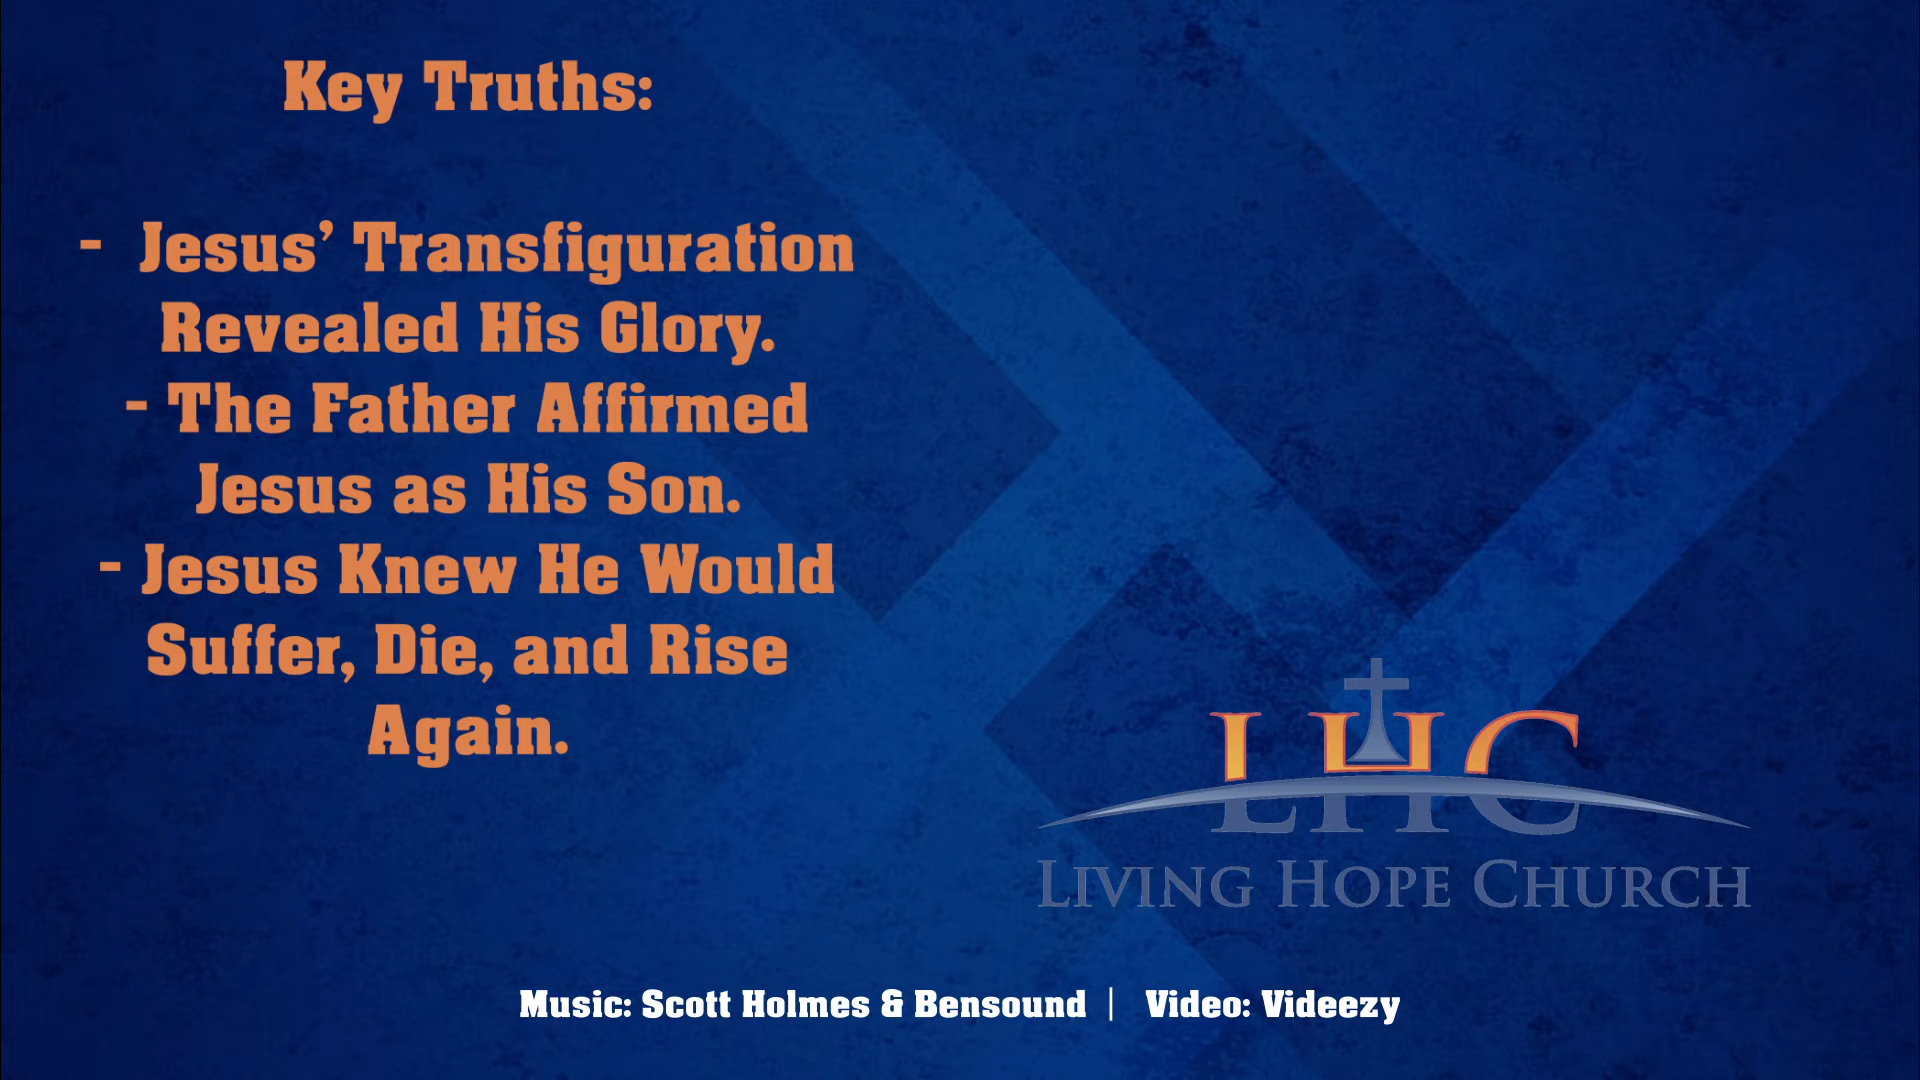 Key Truths:
- Jesus’ Transfiguration
Revealed His Glory.
- The Father Affirmed
Jesus as His Son.
- Jesus Knew He Would
Suffer, Die, and Rise
Again.
LHC
Living Hope Church
Music: Scott Holmes & Bensound | Video: Videezy